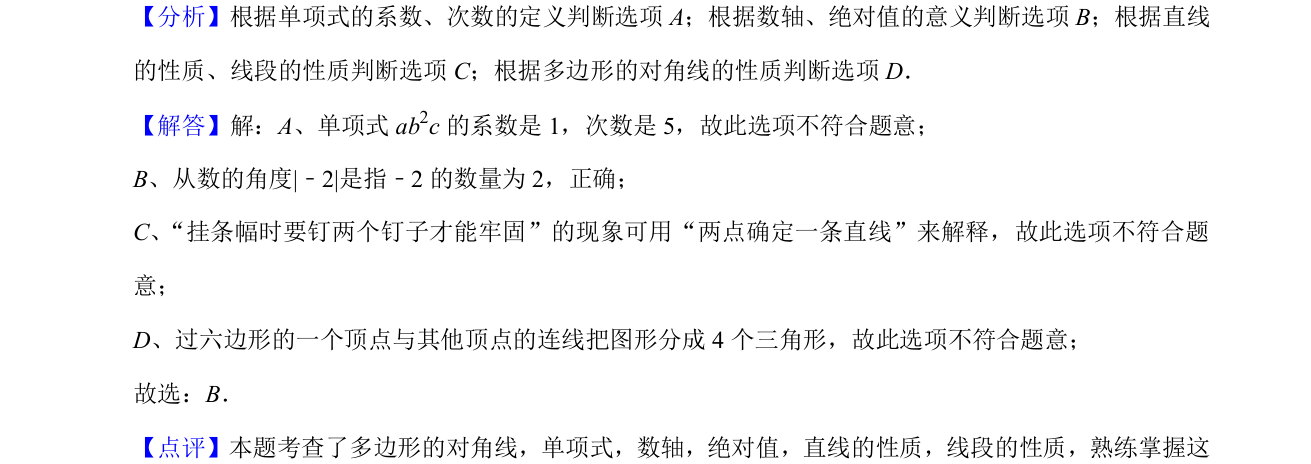 【分析】根据单项式的系数、次数的定义判断选项 A；根据数轴、绝对值的意义判断选项 B；根据直线
的性质、线段的性质判断选项 C；根据多边形的对角线的性质判断选项 D．
【解答】解：A、单项式 ab²c 的系数是 1，次数是 5，故此选项不符合题意；
B、从数的角度|﹣2|是指﹣2 的数量为 2，正确；
C、“挂条幅时要钉两个钉子才能牢固”的现象可用“两点确定一条直线”来解释，故此选项不符合题
意；
D、过六边形的一个顶点与其他顶点的连线把图形分成 4 个三角形，故此选项不符合题意；
故选：B．
【点评】本题考查了多边形的对角线，单项式，数轴，绝对值，直线的性质，线段的性质，熟练掌握这